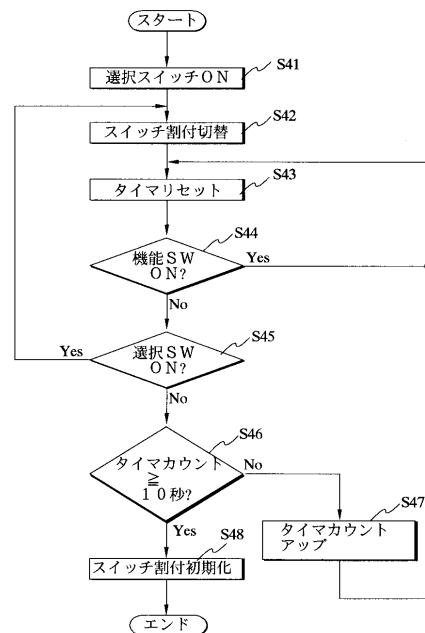 スタート
選択スイッチON
S41
スイッチ割付切替
S42
タイマリセット
S43
機能SW
ON?
S44
Yes
No
選択SW
ON?
S45
Yes
No
タイマカウント
≧
10秒?
S46
No
Yes
タイマカウント
アップ
S47
スイッチ割付初期化
S48
エンド